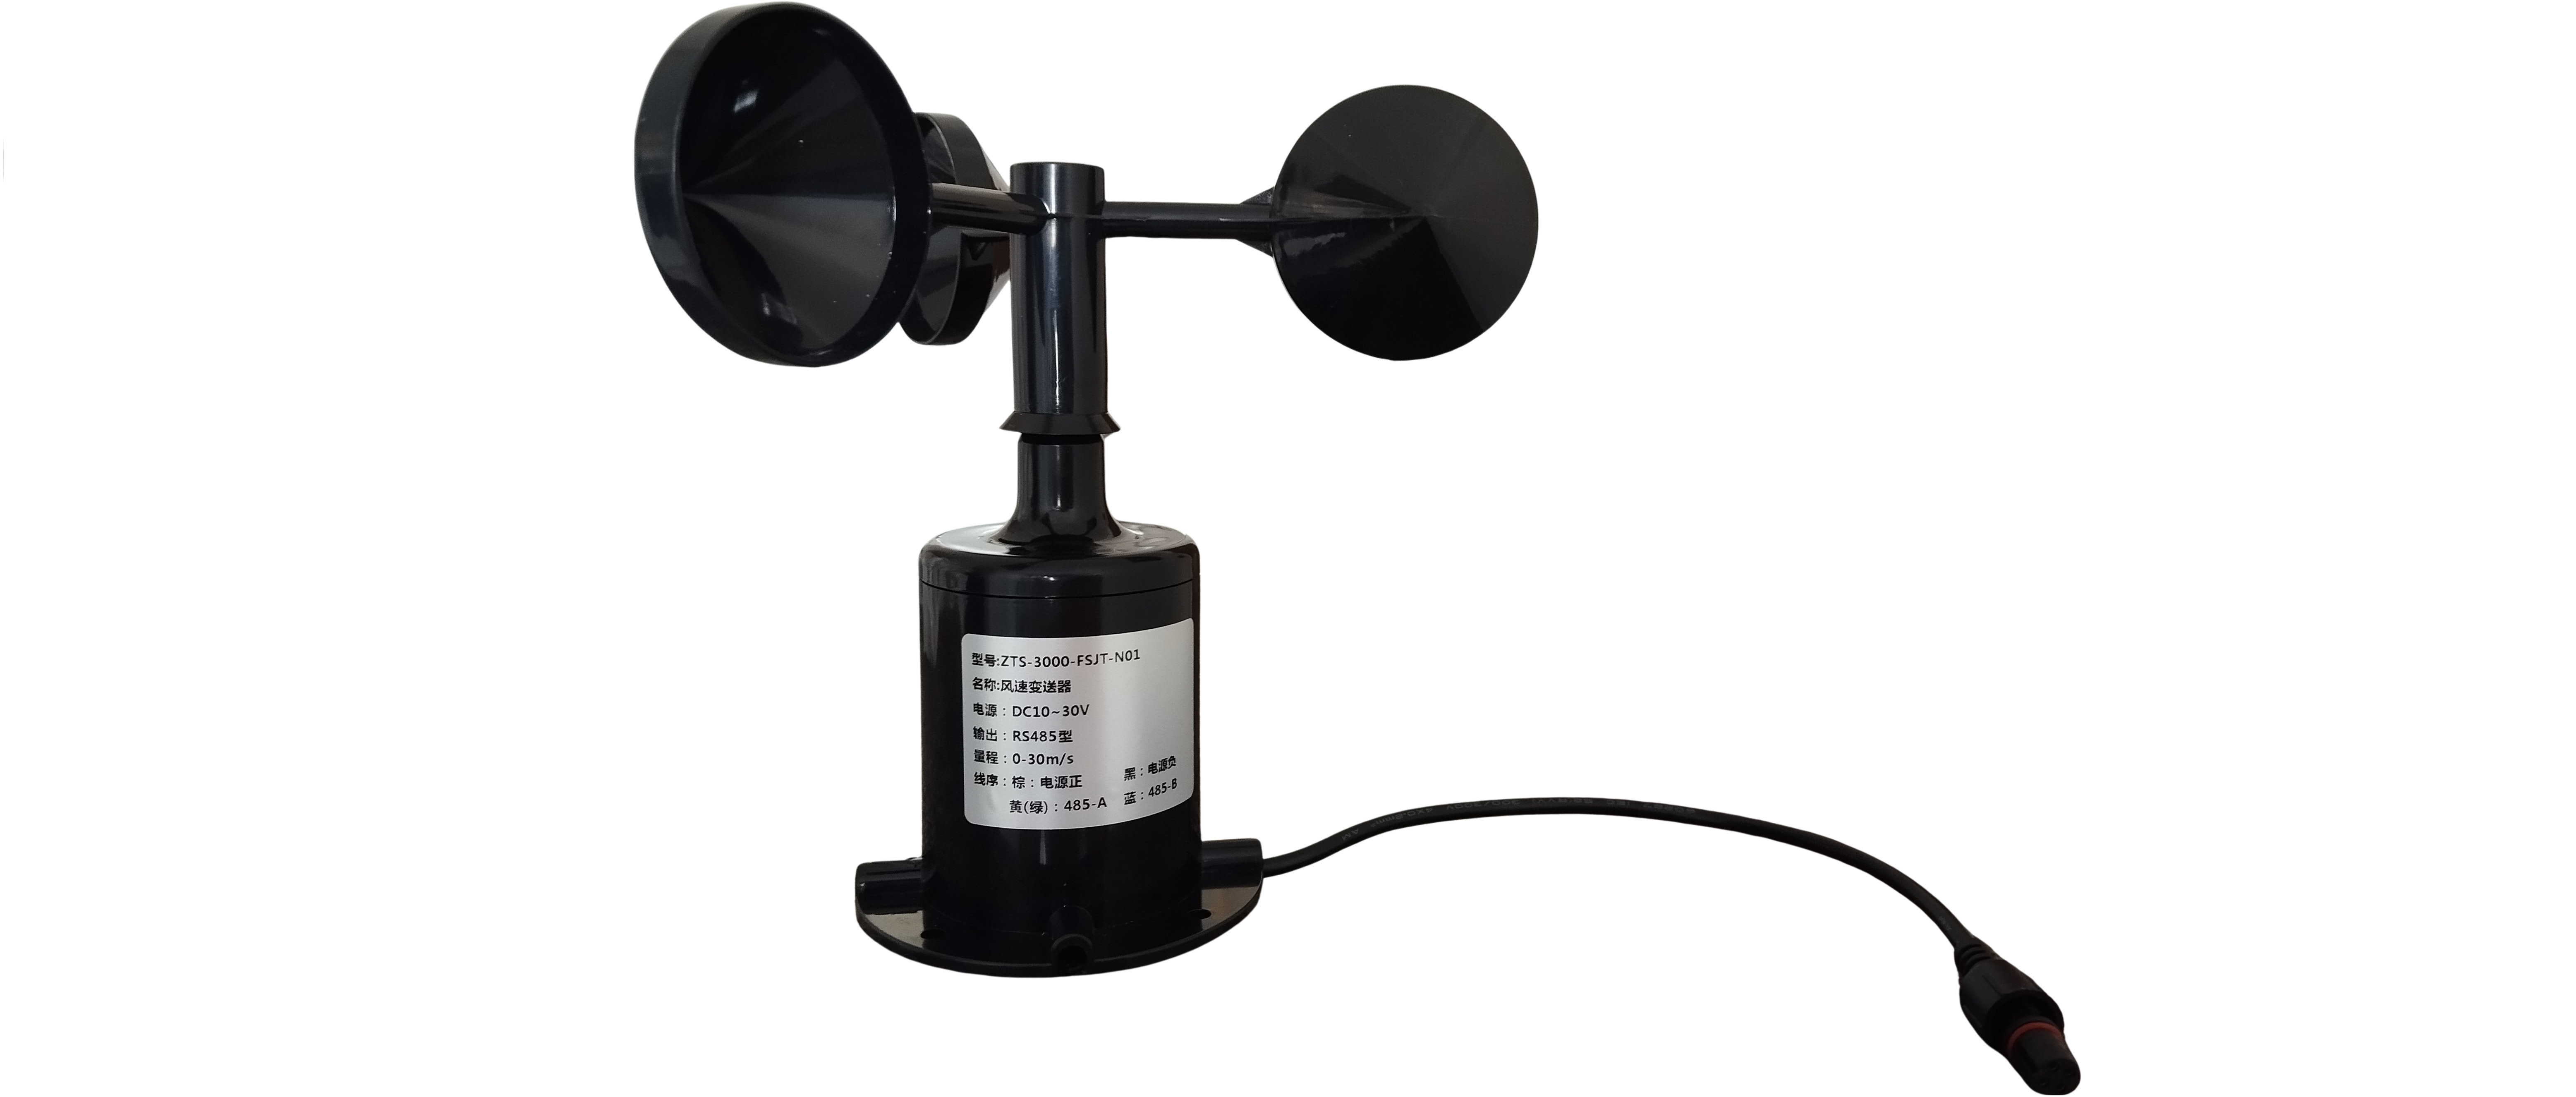 型号:ZTS-3000-FSJT-N01
名称:风速变送器
电源：DC10~30V
输出：RS485型
量程：0-30m/s
线序：棕：电源正 黑：电源负
黄(绿)：485-A 蓝：485-B